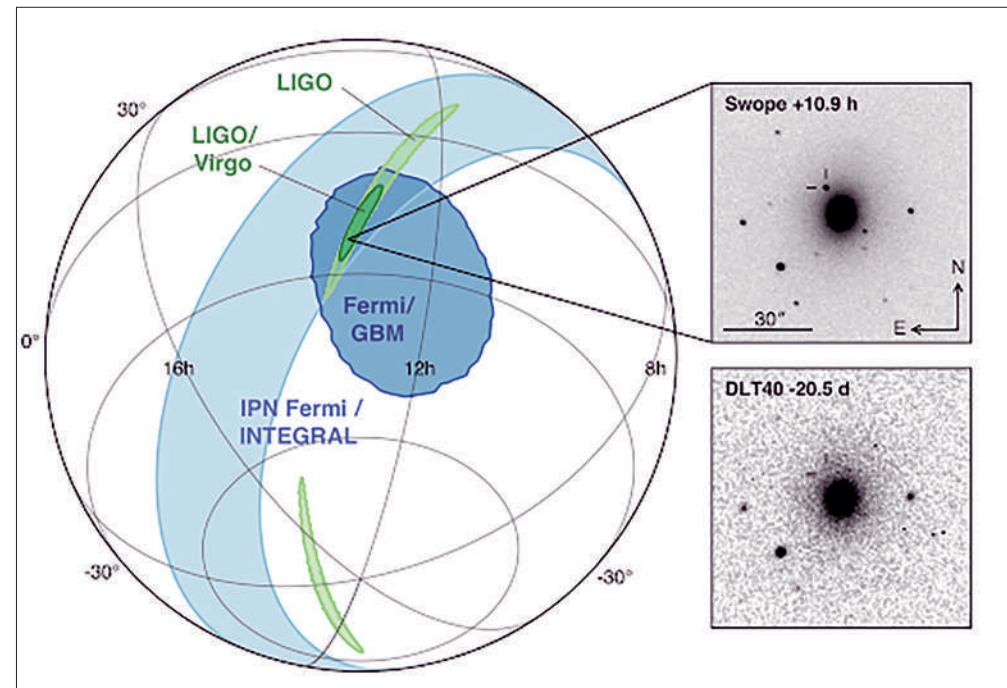 LIGO
LIGO/
Virgo
Fermi/
GBM
IPN Fermi /
INTEGRAL
30°
0°
-30°
-30°
16h
12h
8h
Swope +10.9 h
30"
N
E
DLT40 -20.5 d